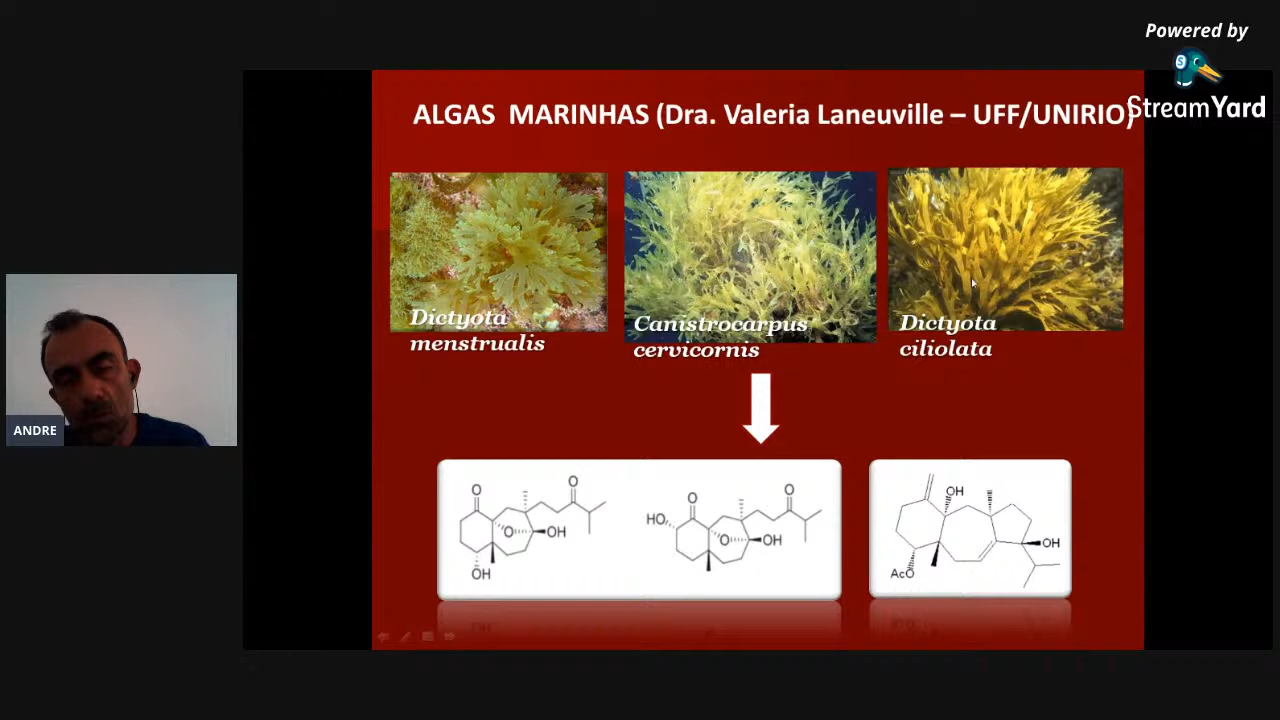 Powered by
StreamYard
ALGAS MARINHAS (Dra. Valeria Laneuville – UFF/UNIRIO)
Dictyota
menstrualis
Canistrocarpus
cervicornis
Dictyota
ciliolata
ANDRE
O
O
O
OH
OH
O
O
HO
O
OH
OH
OH
AcO